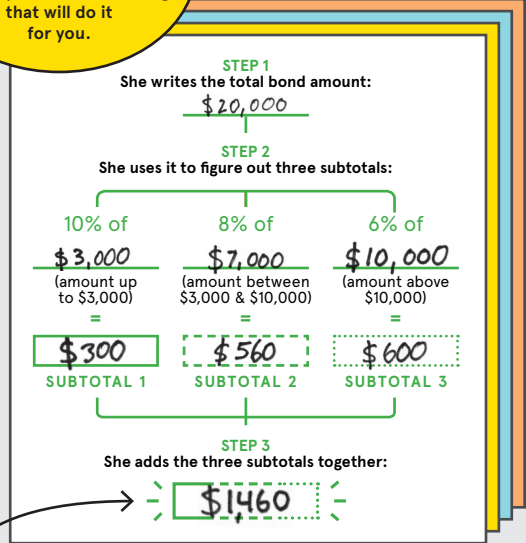 that will do it
for you.
STEP 1
She writes the total bond amount:
$20,000
STEP 2
She uses it to figure out three subtotals:
10% of
8% of
6% of
$3,000
$7,000
$10,000
(amount up
to $3,000)
(amount between
$3,000 & $10,000)
(amount above
$10,000)
=
=
=
$300
$560
$600
SUBTOTAL 1
SUBTOTAL 2
SUBTOTAL 3
STEP 3
She adds the three subtotals together:
$1,460